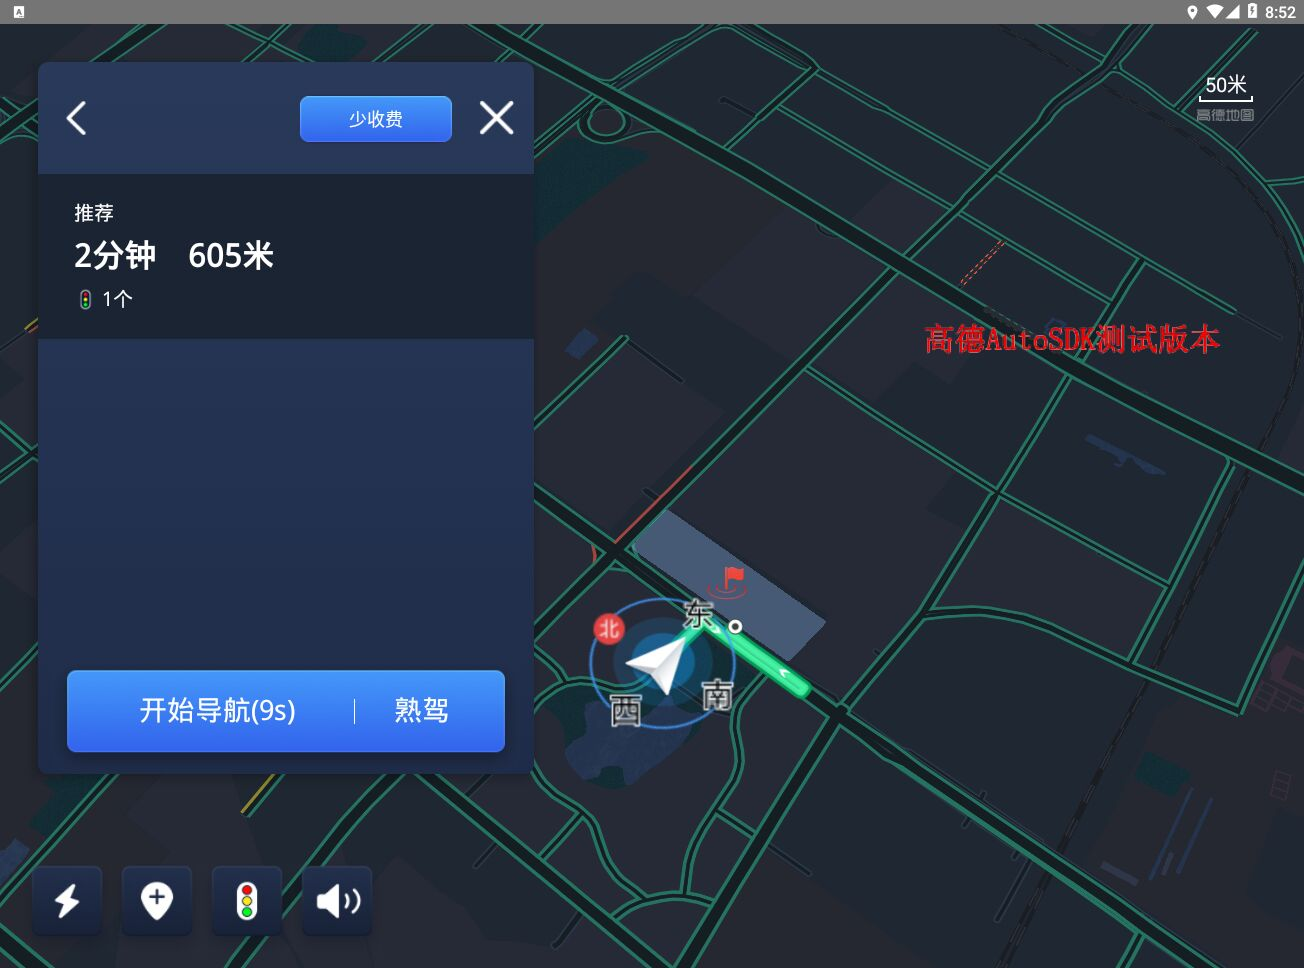 8:52
少收费
推荐
2分钟 605米
1个
开始导航(9s) | 熟驾
50米
高德地图
高德AutoSDK测试版本
北
东
西
南